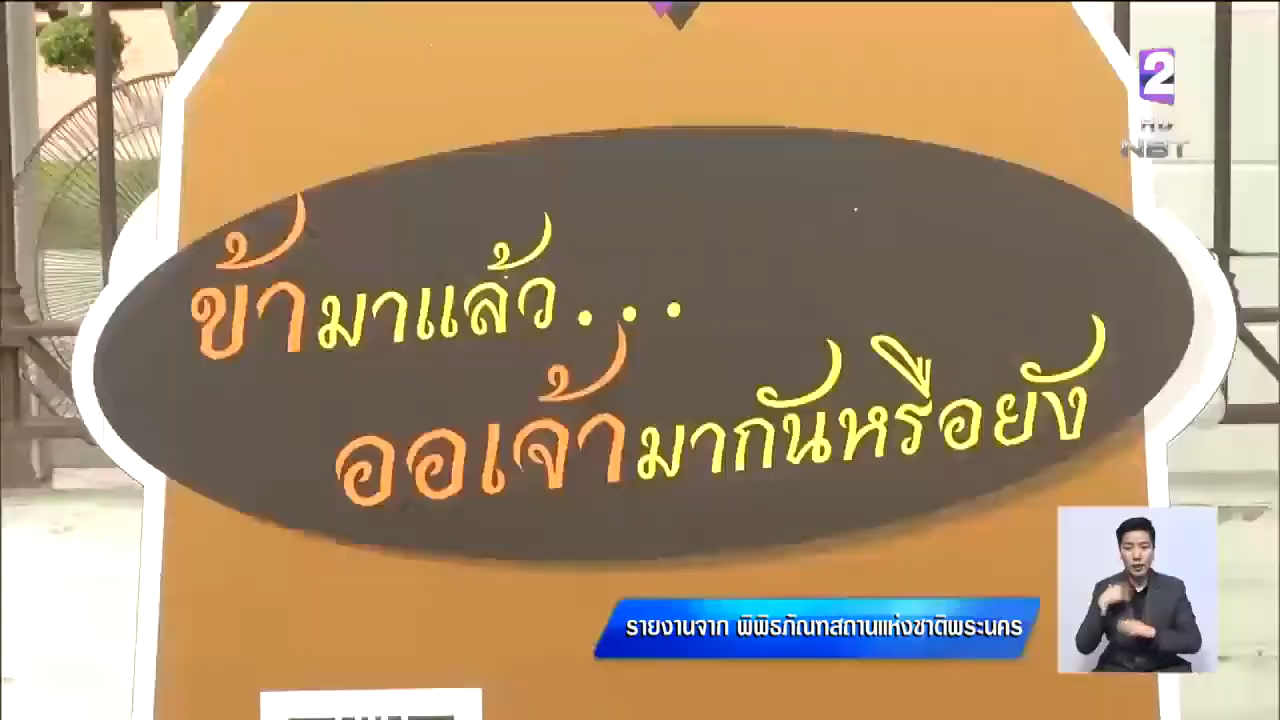 2
HD
NBT
ข้ามาแล้ว...
ออเจ้ามากันหรือยัง
รายงานจาก พิพิธภัณฑสถานแห่งชาติพระนคร